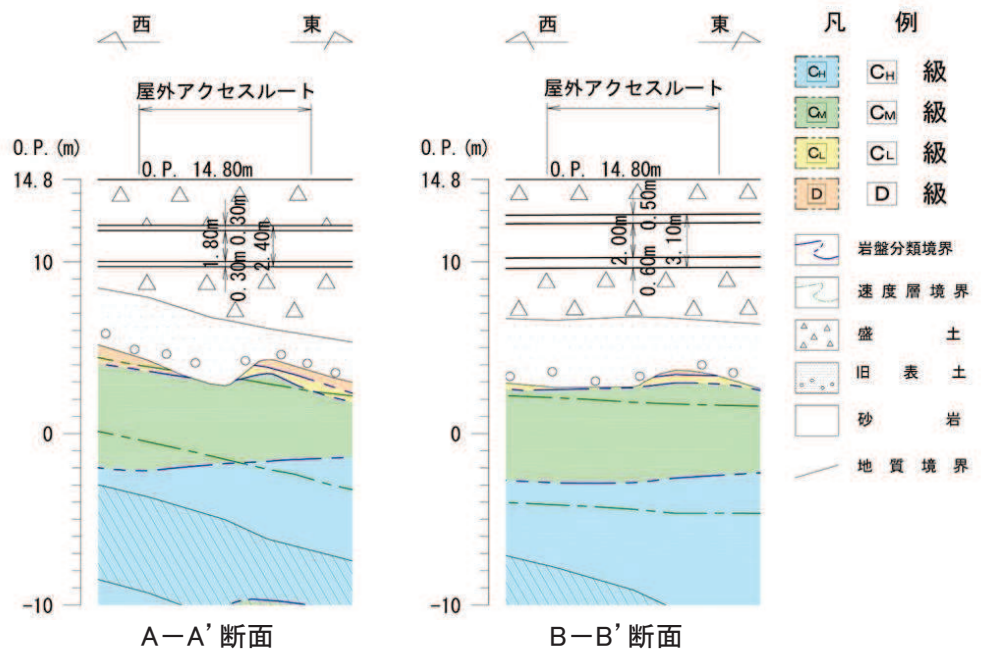 西 東
屋外アクセスルート
O.P.(m)
O.P. 14.80m
14.8
0.30m
1.80m
2.40m
0.30m
10
0
-10
A-A’断面
西 東
屋外アクセスルート
O.P.(m)
O.P. 14.80m
14.8
0.50m
2.00m
3.10m
0.60m
10
0
-10
B-B’断面
凡 例
CH CH 級
CM CM 級
CL CL 級
D D 級
岩盤分類境界
速度層境界
盛 土
旧 表 土
砂 岩
地質境界